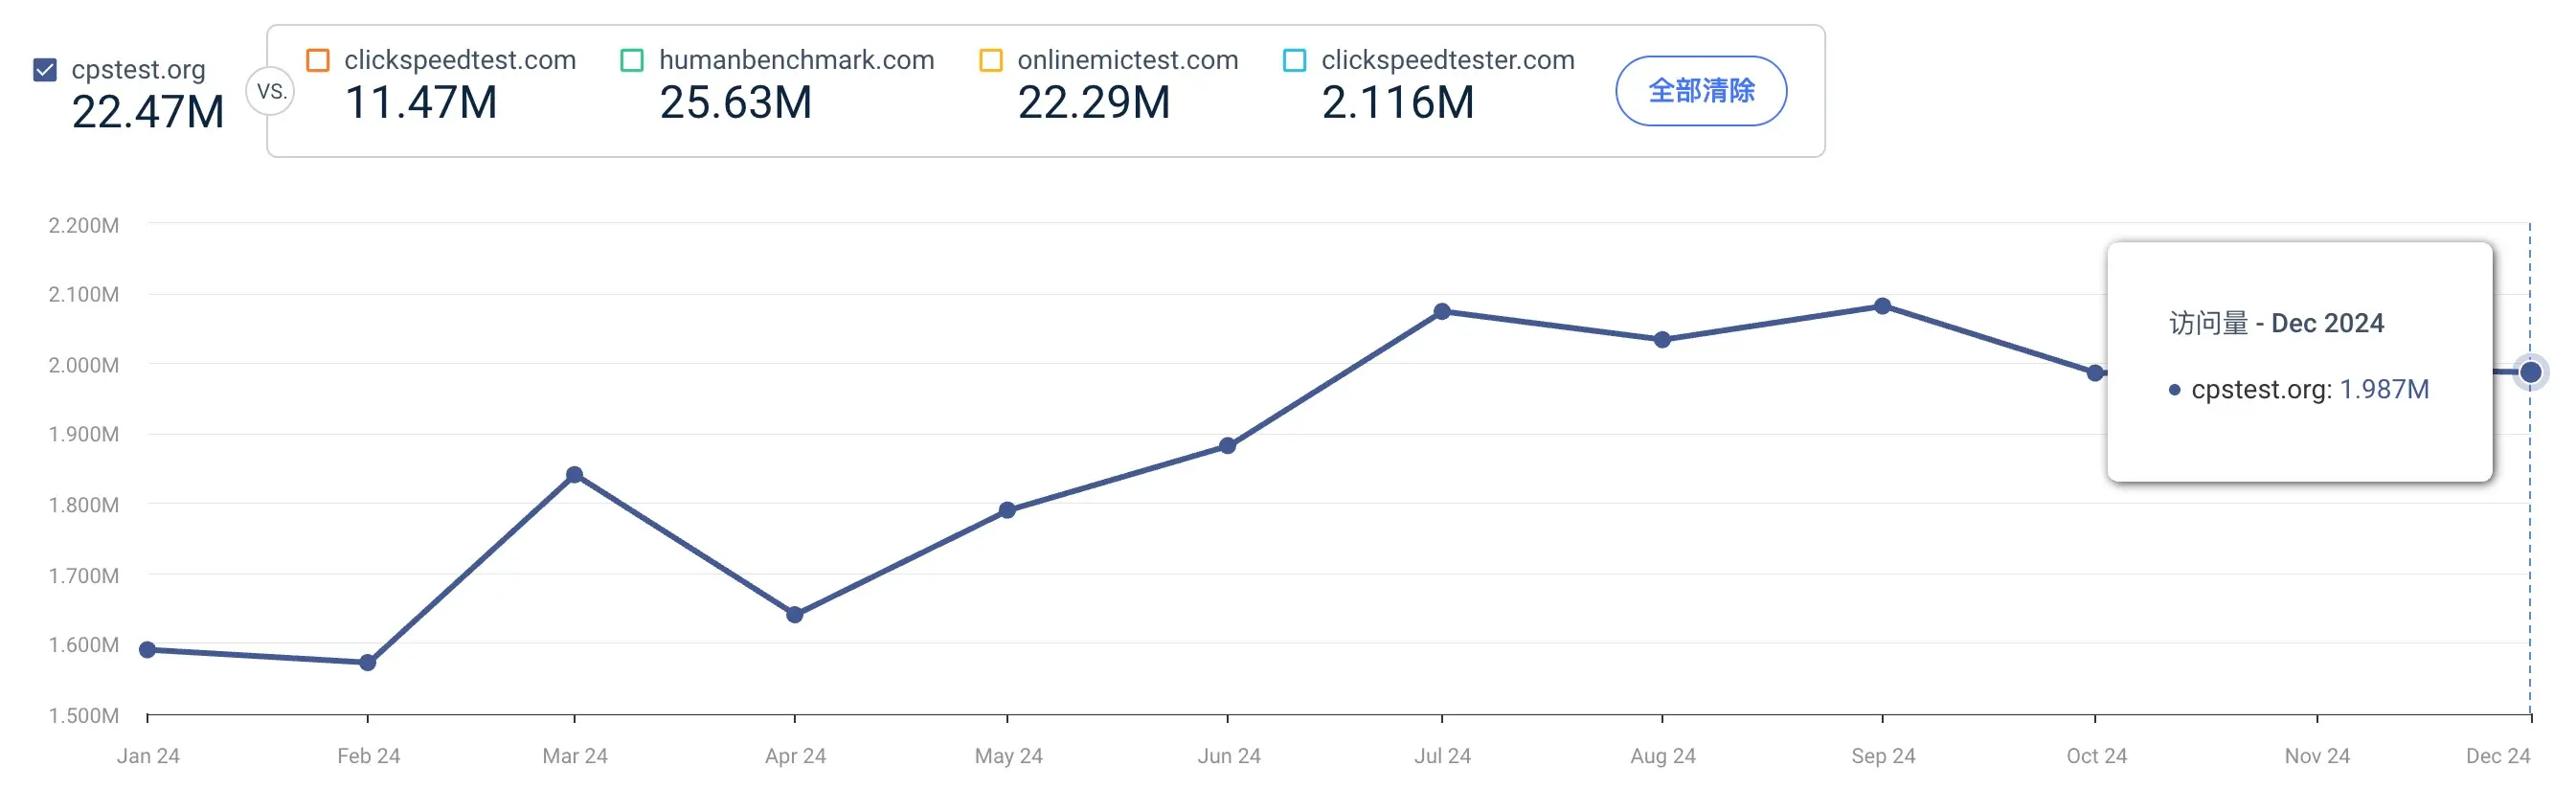 cpstest.org
22.47M
VS.
clickspeedtest.com
11.47M
humanbenchmark.com
25.63M
onlinemictest.com
22.29M
clickspeedtester.com
2.116M
全部清除
2.200M
2.100M
2.000M
1.900M
1.800M
1.700M
1.600M
1.500M
访问量 - Dec 2024
cpstest.org: 1.987M
Jan 24
Feb 24
Mar 24
Apr 24
May 24
Jun 24
Jul 24
Aug 24
Sep 24
Oct 24
Nov 24
Dec 24